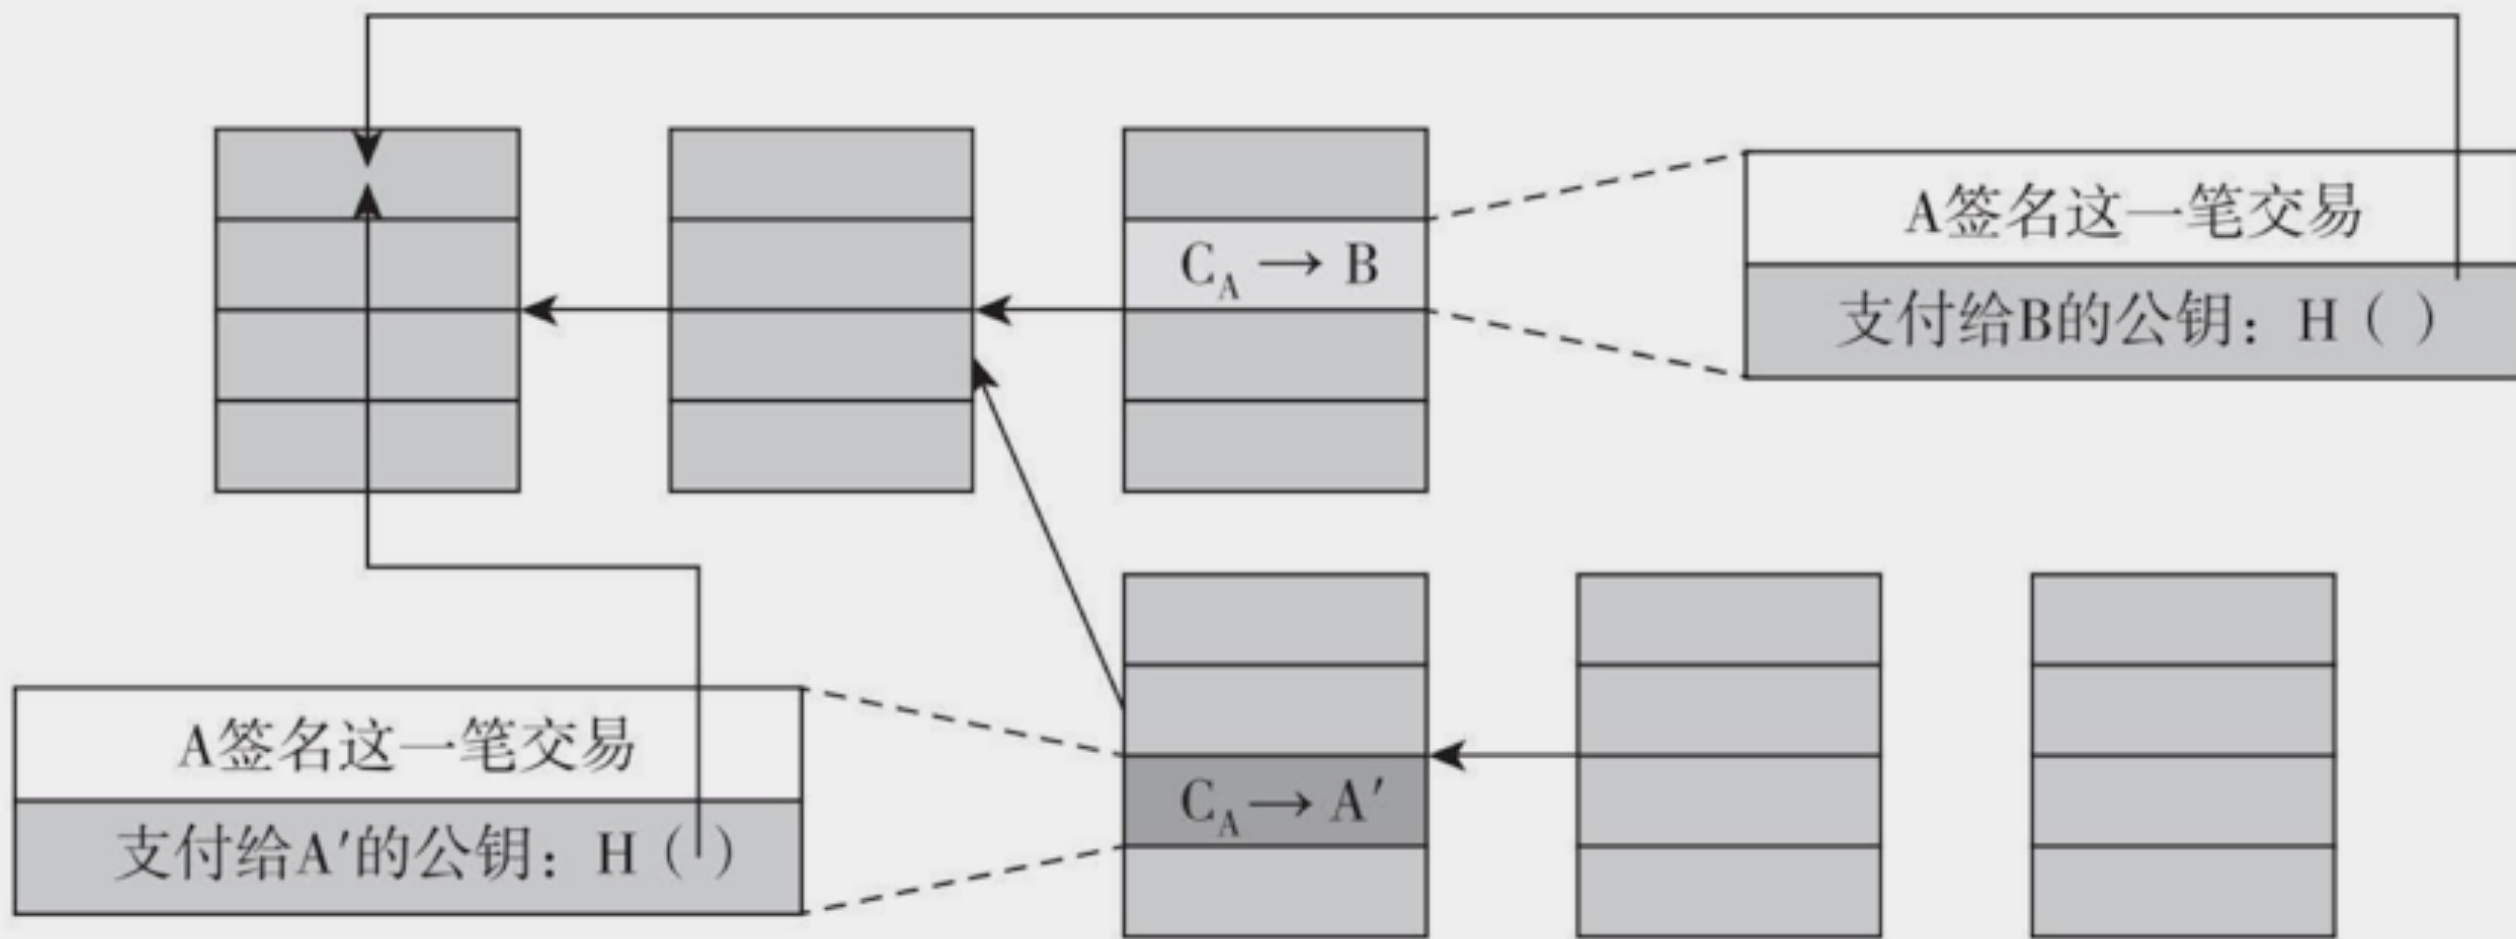 A签名这一笔交易
C_A → B
支付给B的公钥：H（ ）
A签名这一笔交易
C_A → A′
支付给A′的公钥：H（ ）